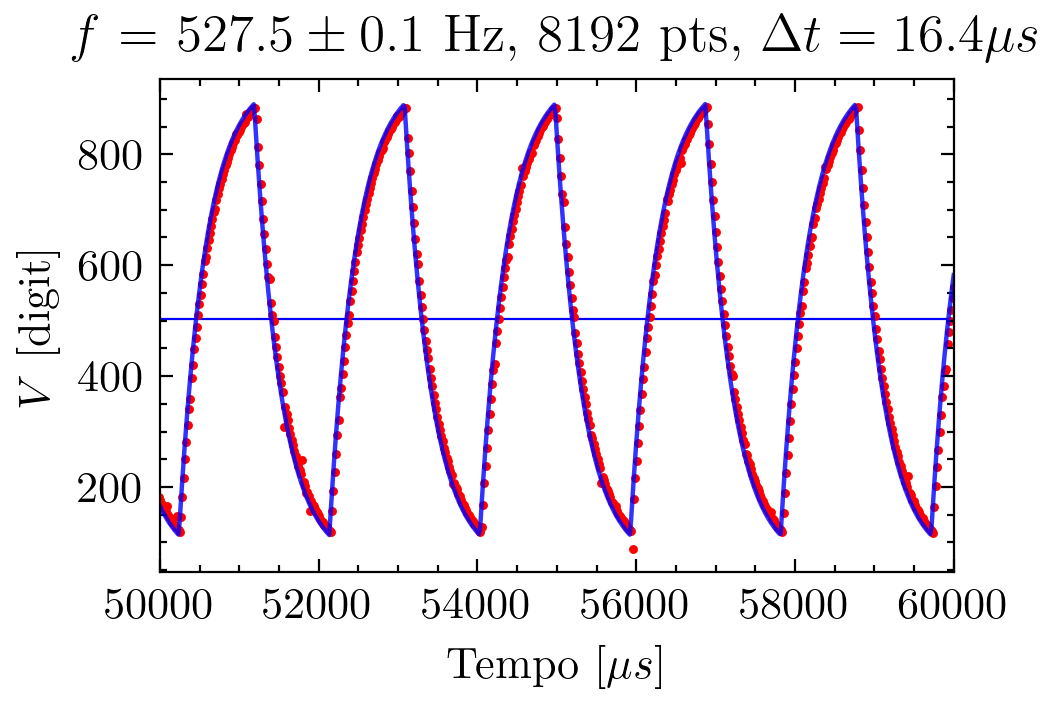 f = 527.5 ± 0.1 Hz, 8192 pts, Δt = 16.4μs
800
600
400
200
V [digit]
50000 52000 54000 56000 58000 60000
Tempo [μs]